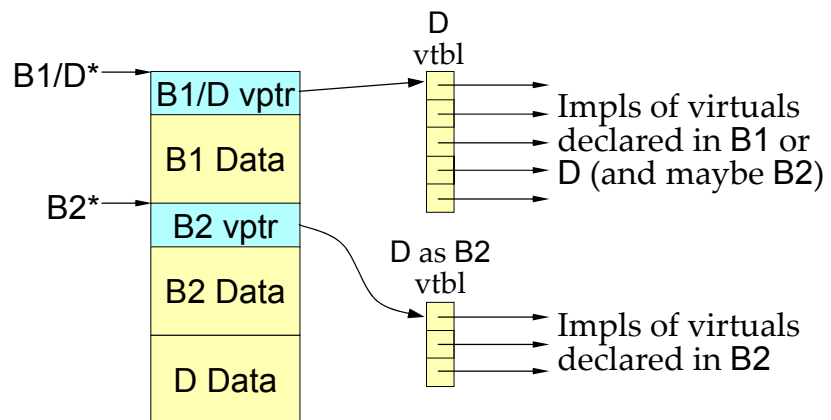 D
vtbl
B1/D*
B1/D vptr
B1 Data
Impls of virtuals
declared in B1 or
D (and maybe B2)
B2*
B2 vptr
B2 Data
D Data
D as B2
vtbl
Impls of virtuals
declared in B2